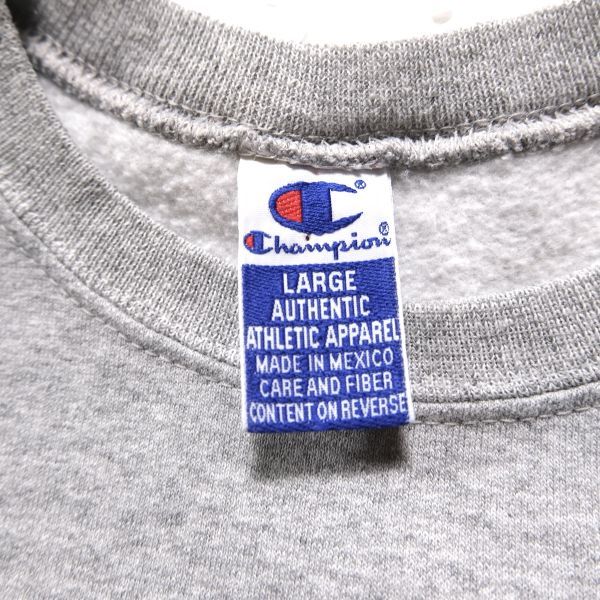 C®
Champion®
LARGE
AUTHENTIC
ATHLETIC APPAREL
MADE IN MEXICO
CARE AND FIBER
CONTENT ON REVERSE